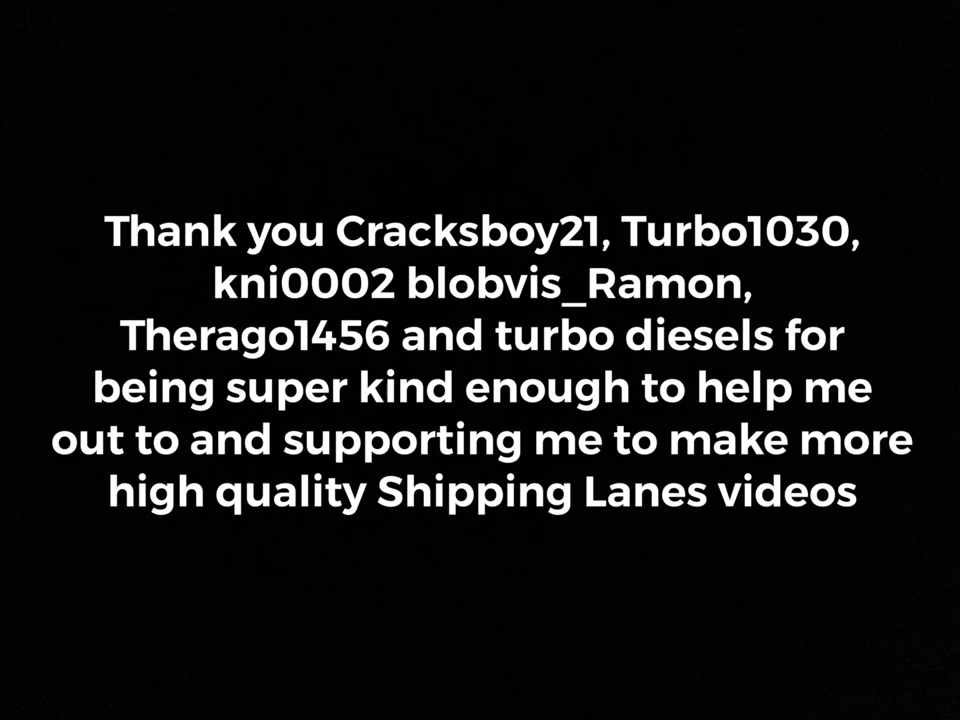 Thank you Cracksboy21, Turbo1030,
kni0002 blobvis_Ramon,
Therago1456 and turbo diesels for
being super kind enough to help me
out to and supporting me to make more
high quality Shipping Lanes videos